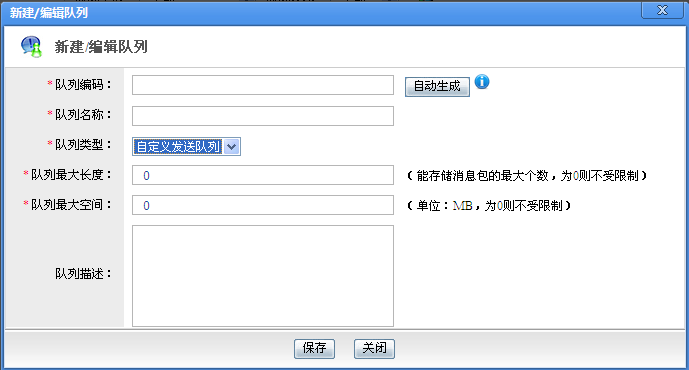 新建/编辑队列
新建/编辑队列
*队列编码： 自动生成
*队列名称：
*队列类型： 自定义发送队列
*队列最大长度： 0 （能存储消息包的最大个数，为0则不受限制）
*队列最大空间： 0 （单位：MB，为0则不受限制）
队列描述：
保存 关闭